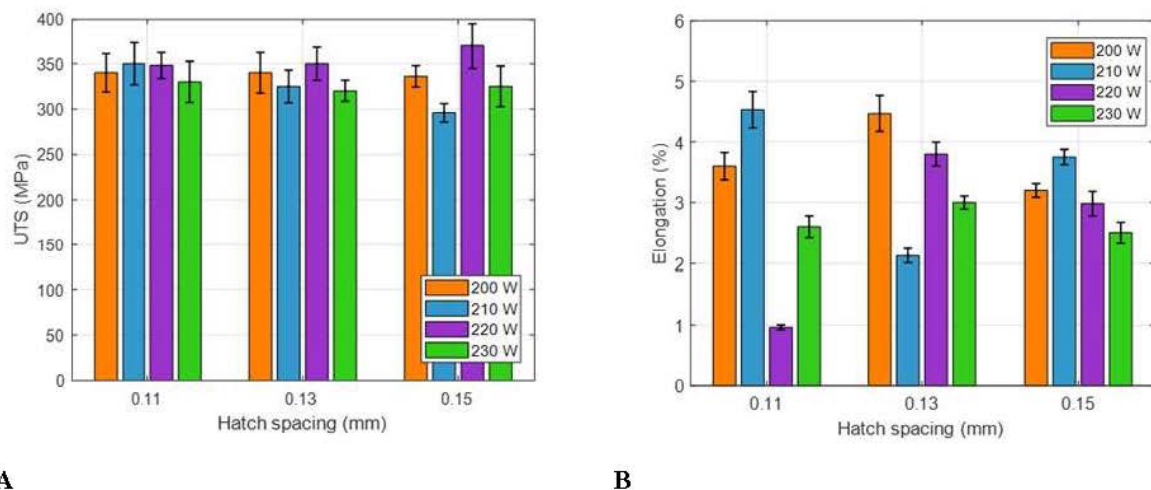 400
350
300
250
200
150
100
50
0
UTS (MPa)
0.11 0.13 0.15
Hatch spacing (mm)
200 W
210 W
220 W
230 W
A
6
5
4
3
2
1
0
Elongation (%)
0.11 0.13 0.15
Hatch spacing (mm)
200 W
210 W
220 W
230 W
B